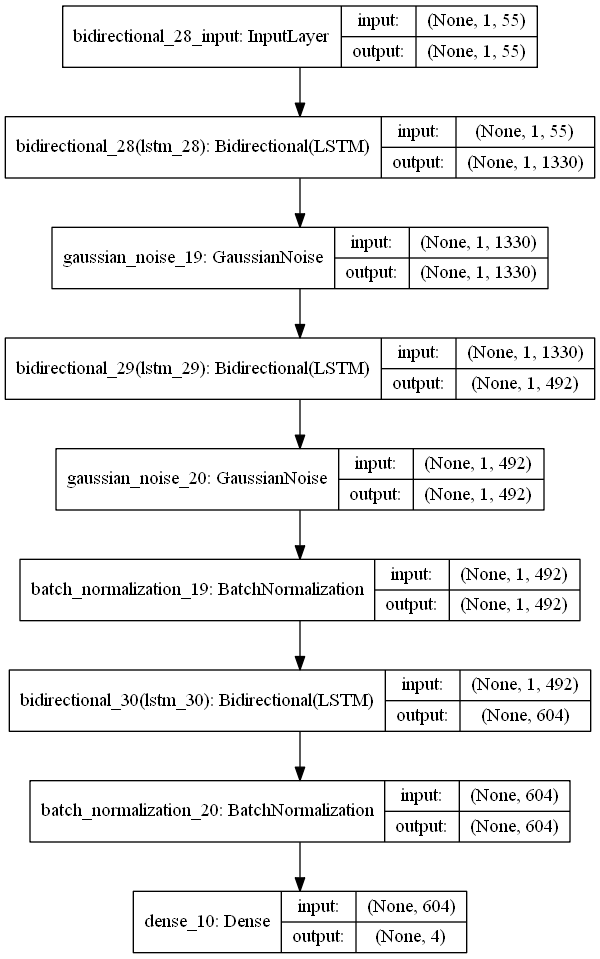 bidirectional_28_input: InputLayer input: (None, 1, 55)
output: (None, 1, 55)
bidirectional_28(lstm_28): Bidirectional(LSTM) input: (None, 1, 55)
output: (None, 1, 1330)
gaussian_noise_19: GaussianNoise input: (None, 1, 1330)
output: (None, 1, 1330)
bidirectional_29(lstm_29): Bidirectional(LSTM) input: (None, 1, 1330)
output: (None, 1, 492)
gaussian_noise_20: GaussianNoise input: (None, 1, 492)
output: (None, 1, 492)
batch_normalization_19: BatchNormalization input: (None, 1, 492)
output: (None, 1, 492)
bidirectional_30(lstm_30): Bidirectional(LSTM) input: (None, 1, 492)
output: (None, 604)
batch_normalization_20: BatchNormalization input: (None, 604)
output: (None, 604)
dense_10: Dense input: (None, 604)
output: (None, 4)